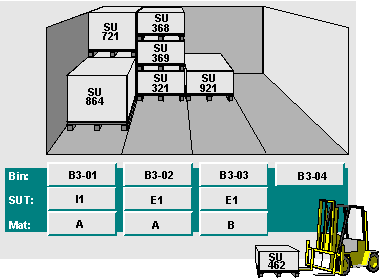 SU
721
SU
368
SU
369
SU
864
SU
321
SU
921
Bin: B3-01 B3-02 B3-03 B3-04
SUT: I1 E1 E1
Mat: A A B
SU
462